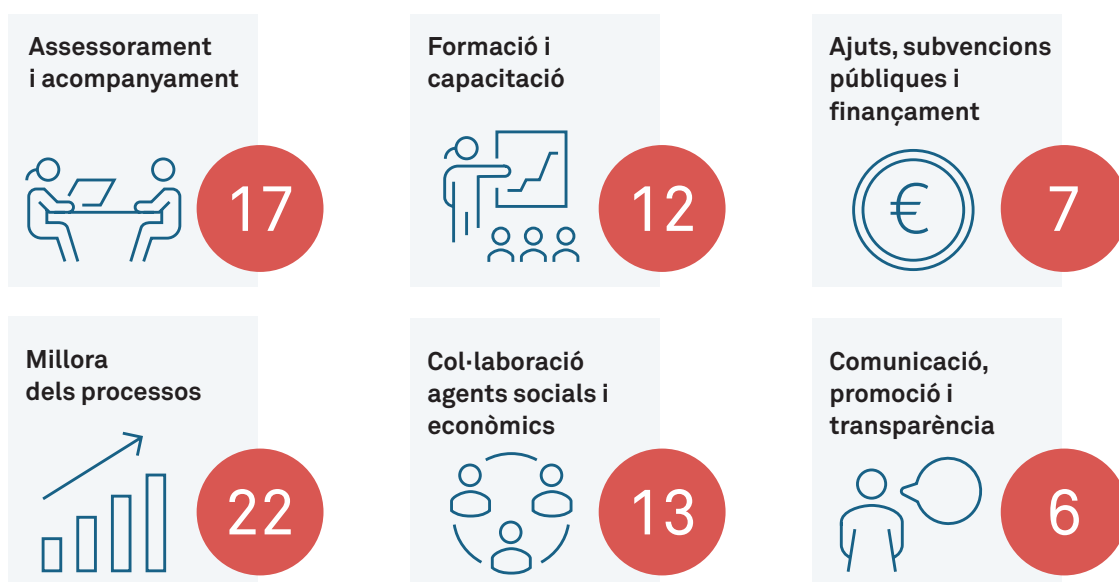 Assessorament
i acompanyament
17
Formació i
capacitació
12
Ajuts, subvencions
públiques i
finançament
€
7
Millora
dels processos
22
Col·laboració
agents socials i
econòmics
13
Comunicació,
promoció i
transparència
6